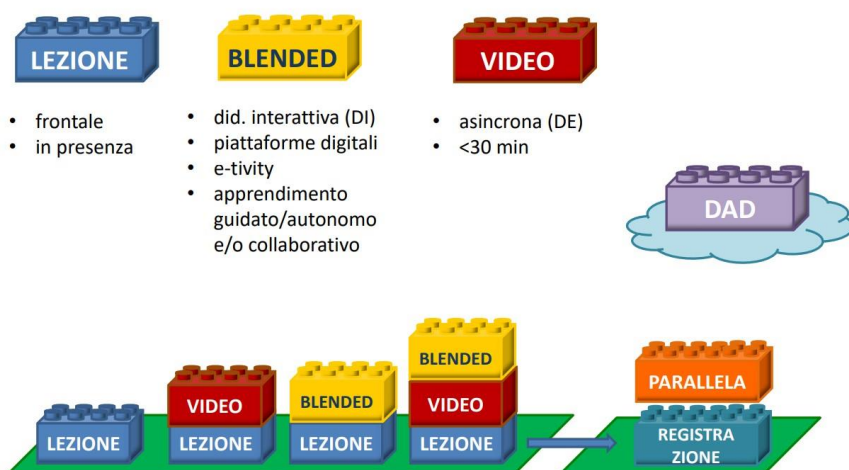 LEZIONE
• frontale
• in presenza
BLENDED
• did. interattiva (DI)
• piattaforme digitali
• e-tivity
• apprendimento
guidato/autonomo
e/o collaborativo
VIDEO
• asincrona (DE)
• <30 min
DAD
LEZIONE
VIDEO
LEZIONE
BLENDED
LEZIONE
BLENDED
VIDEO
LEZIONE
PARALLELA
REGISTRA
ZIONE